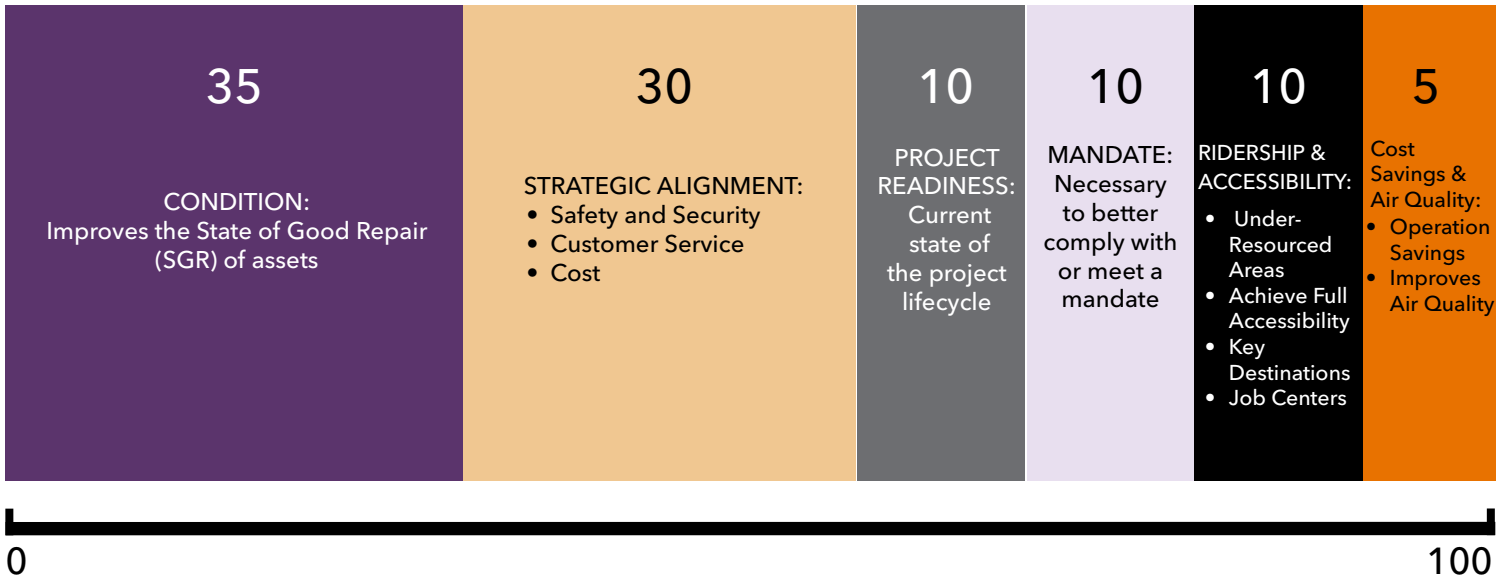 35
CONDITION:
Improves the State of Good Repair
(SGR) of assets
30
STRATEGIC ALIGNMENT:
• Safety and Security
• Customer Service
• Cost
10
PROJECT
READINESS:
Current
state of
the project
lifecycle
10
MANDATE:
Necessary
to better
comply with
or meet a
mandate
10
RIDERSHIP &
ACCESSIBILITY:
• Under-
Resourced
Areas
• Achieve Full
Accessibility
• Key
Destinations
• Job Centers
5
Cost
Savings &
Air Quality:
• Operation
Savings
• Improves
Air Quality
0
100